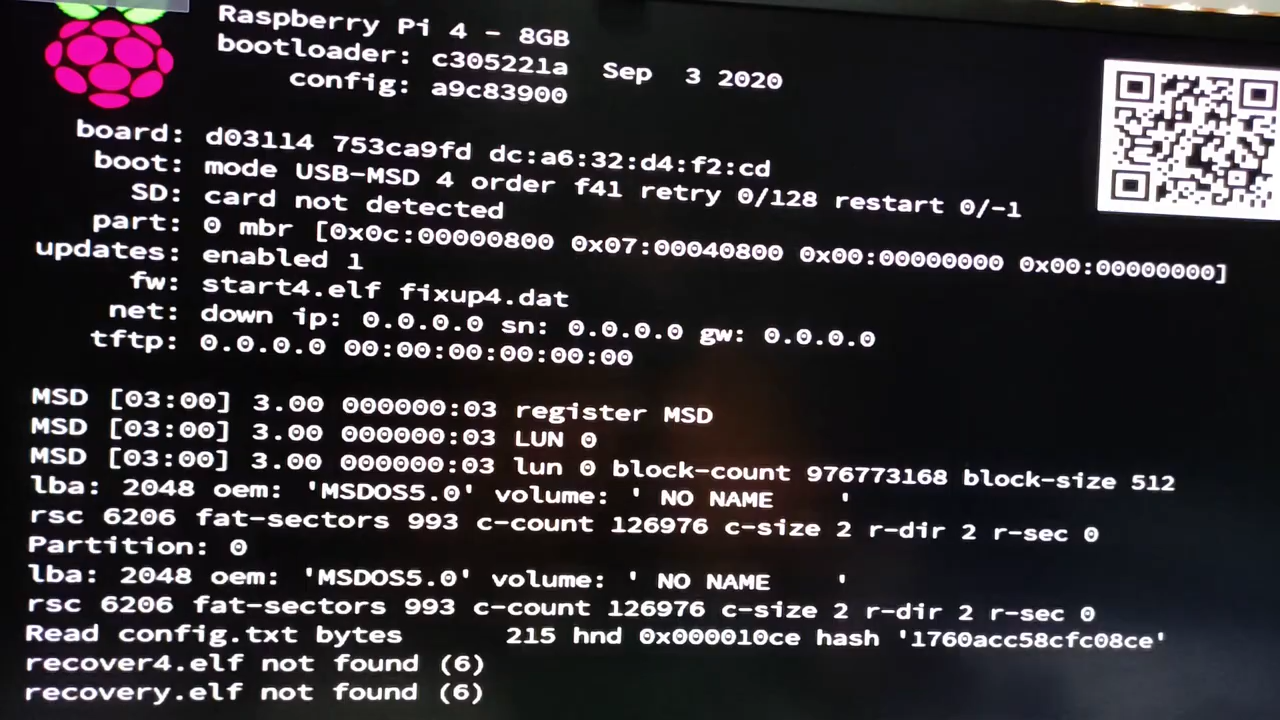 Raspberry Pi 4 - 8GB
bootloader: c305221a Sep 3 2020
config: a9c83900
board: d03114 753ca9fd dc:a6:32:d4:f2:cd
boot: mode USB-MSD 4 order f41 retry 0/128 restart 0/-1
SD: card not detected
part: 0 mbr [0x0c:00000800 0x07:00040800 0x00:00000000 0x00:00000000]
updates: enabled 1
fw: start4.elf fixup4.dat
net: down ip: 0.0.0.0 sn: 0.0.0.0 gw: 0.0.0.0
tftp: 0.0.0.0 00:00:00:00:00:00
MSD [03:00] 3.00 000000:03 register MSD
MSD [03:00] 3.00 000000:03 LUN 0
MSD [03:00] 3.00 000000:03 lun 0 block-count 976773168 block-size 512
lba: 2048 oem: 'MSDOS5.0' volume: ' NO NAME    '
rsc 6206 fat-sectors 993 c-count 126976 c-size 2 r-dir 2 r-sec 0
Partition: 0
lba: 2048 oem: 'MSDOS5.0' volume: ' NO NAME    '
rsc 6206 fat-sectors 993 c-count 126976 c-size 2 r-dir 2 r-sec 0
Read config.txt bytes      215 hnd 0x000010ce hash '1760acc58cfc08ce'
recover4.elf not found (6)
recovery.elf not found (6)